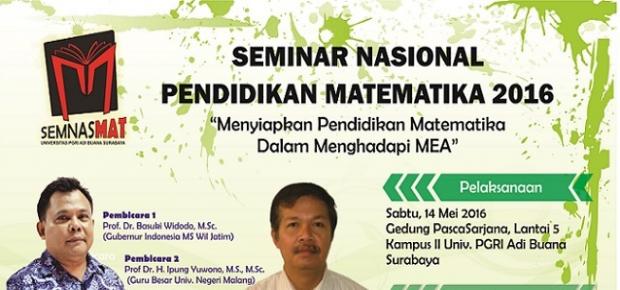 SEMINAR NASIONAL
PENDIDIKAN MATEMATIKA 2016
“Menyiapkan Pendidikan Matematika
Dalam Menghadapi MEA”
SEMNASMAT
UNIVERSITAS PGRI ADI BUANA SURABAYA
Pembicara 1
Prof. Dr. Basuki Widodo, M.Sc.
(Gubernur Indonesia MS Wil Jatim)
Pembicara 2
Prof. Dr. H. Ipung Yuwono, M.S., M.Sc.
(Guru Besar Univ. Negeri Malang)
Pelaksanaan
Sabtu, 14 Mei 2016
Gedung PascaSarjana, Lantai 5
Kampus II Univ. PGRI Adi Buana
Surabaya